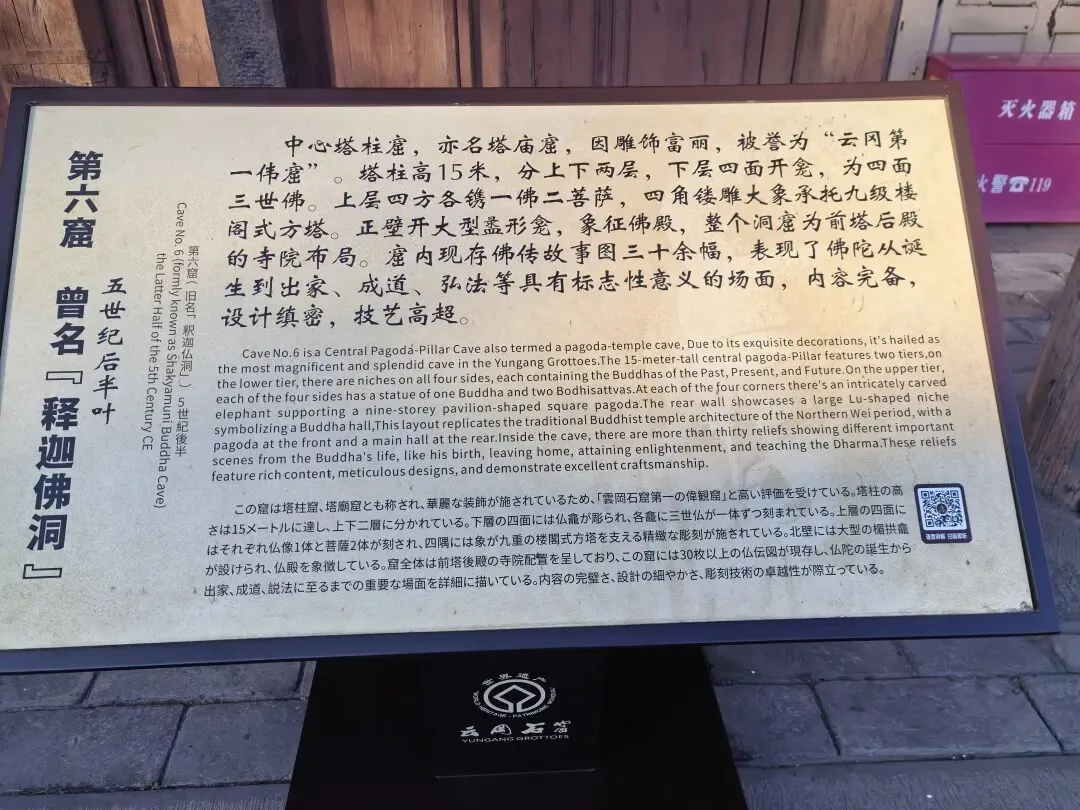 第六窟 曾名『释迦佛洞』
五世纪后半叶
第六窟(旧名「釈迦仏洞」) 5世紀後半
Cave No. 6 (formly known as Shakyamuni Buddha Cave)
the Latter Half of the 5th Century CE
中心塔柱窟，亦名塔庙窟，因雕饰富丽，被誉为“云冈第
一伟窟”。塔柱高15米，分上下两层，下层四面开龛，为四面
三世佛。上层四方各镌一佛二菩萨，四角镂雕大象承托九级楼
阁式方塔。正壁开大型盝形龛，象征佛殿，整个洞窟为前塔后殿
的寺院布局。窟内现存佛传故事图三十余幅，表现了佛陀从诞
生到出家、成道、弘法等具有标志性意义的场面，内容完备，
设计缜密，技艺高超。
Cave No.6 is a Central Pagoda-Pillar Cave also termed a pagoda-temple cave, Due to its exquisite decorations, it's hailed as
the most magnificent and splendid cave in the Yungang Grottoes.The 15-meter-tall central pagoda-Pillar features two tiers,on
the lower tier, there are niches on all four sides, each containing the Buddhas of the Past, Present, and Future.On the upper tier,
each of the four sides has a statue of one Buddha and two Bodhisattvas.At each of the four corners there's an intricately carved
elephant supporting a nine-storey pavilion-shaped square pagoda.The rear wall showcases a large Lu-shaped niche
symbolizing a Buddha hall,This layout replicates the traditional Buddhist temple architecture of the Northern Wei period, with a
pagoda at the front and a main hall at the rear.Inside the cave, there are more than thirty reliefs showing different important
scenes from the Buddha's life, like his birth, leaving home, attaining enlightenment, and teaching the Dharma.These reliefs
feature rich content, meticulous designs, and demonstrate excellent craftsmanship.
この窟は塔柱窟、塔廟窟とも称され、華麗な装飾が施されているため、「雲岡石窟第一の偉観窟」と高い評価を受けている。塔柱の高
さは15メートルに達し、上下二層に分かれている。下層の四面には仏龕が彫られ、各龕に三世仏が一体ずつ刻まれている。上層の四面に
はそれぞれ仏像1体と菩薩2体が刻され、四隅には象が九重の楼閣式方塔を支える精緻な彫刻が施されている。北壁には大型の楣拱龕
が設けられ、仏殿を象徴している。窟全体は前塔後殿の寺院配置を呈しており、この窟には30枚以上の仏伝図が現存し、仏陀の誕生から
出家、成道、説法に至るまでの重要な場面を詳細に描いている。内容の完璧さ、設計の細やかさ、彫刻技術の卓越性が際立っている。
灭火器箱
火警☎119
世界遗产
WORLD HERITAGE • PATRIMOINE MONDIAL
云冈石窟
YUNGANG GROTTOES